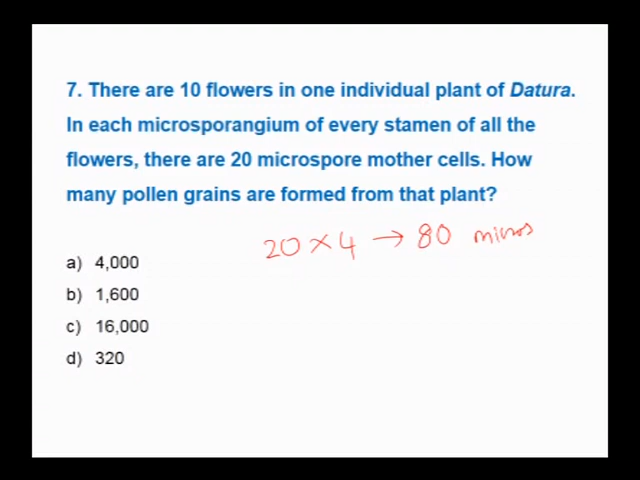 7. There are 10 flowers in one individual plant of Datura.
In each microsporangium of every stamen of all the
flowers, there are 20 microspore mother cells. How
many pollen grains are formed from that plant?
20 × 4 → 80 micros
a) 4,000
b) 1,600
c) 16,000
d) 320